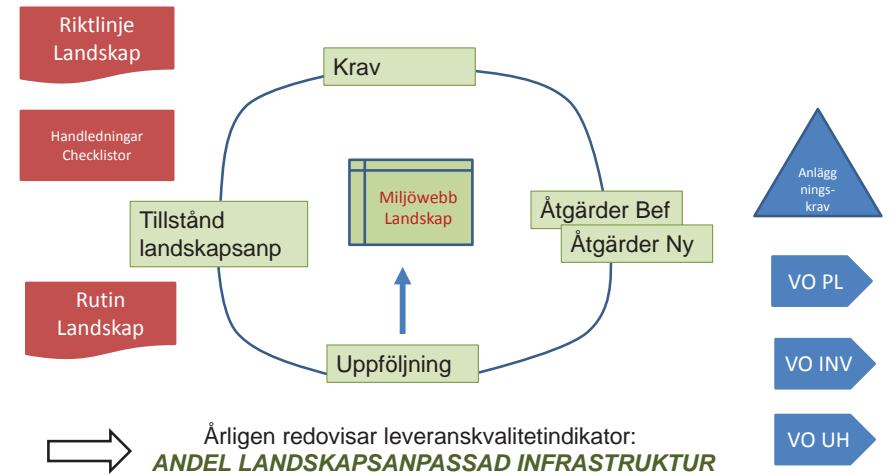 Riktlinje
Landskap
Krav
Handledningar
Checklistor
Anlägg
nings-
krav
Miljöwebb
Landskap
Tillstånd
landskapsanp
Åtgärder Bef
Åtgärder Ny
VO PL
Rutin
Landskap
Uppföljning
VO INV
Årligen redovisar leveranskvalitetindikator:
ANDEL LANDSKAPSANPASSAD INFRASTRUKTUR
VO UH